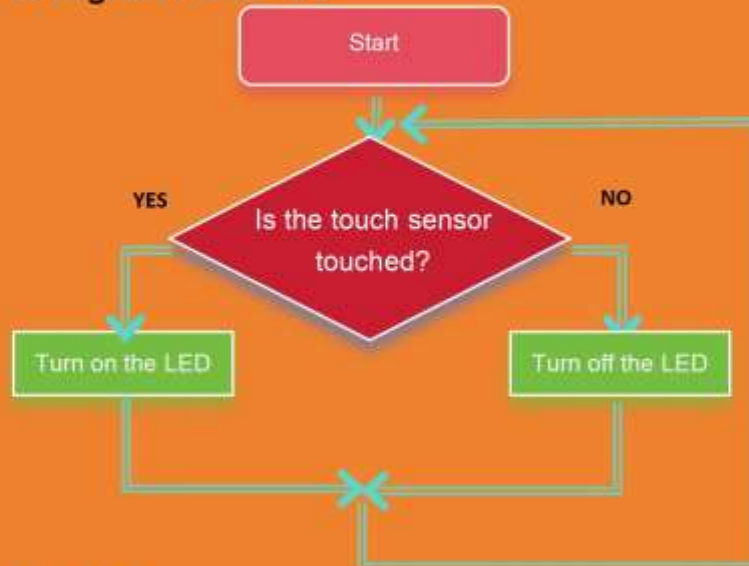 Start
YES
NO
Is the touch sensor
touched?
Turn on the LED
Turn off the LED